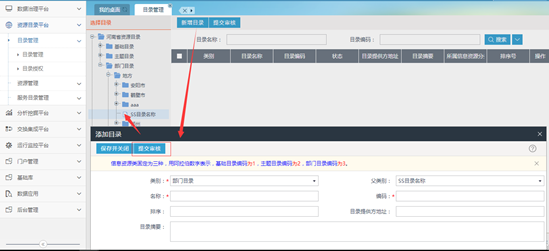 数据治理平台
资源目录平台
目录管理
目录管理
目录授权
资源管理
服务目录管理
分析挖掘平台
交换集成平台
运行监控平台
门户管理
基础库
数据应用
后台管理
我的桌面
目录管理
选择目录
河南省资源目录
基础目录
主题目录
部门目录
地方
安阳市
鹤壁市
aaa
SS目录名称
新增目录 提交审核
目录名称: 目录编码: 搜索
类别 目录名称 目录编码 状态 目录提供方地址 目录摘要 所属信息资源分 排序号 操作
添加目录
保存并关闭 提交审核
信息资源类固定为三种，用阿拉伯数字表示，基础目录编码为1，主题目录编码为2，部门目录编码为3。
类别: * 部门目录 父类别: SS目录名称
名称: * 编码: *
排序: 目录提供方地址:
目录摘要: